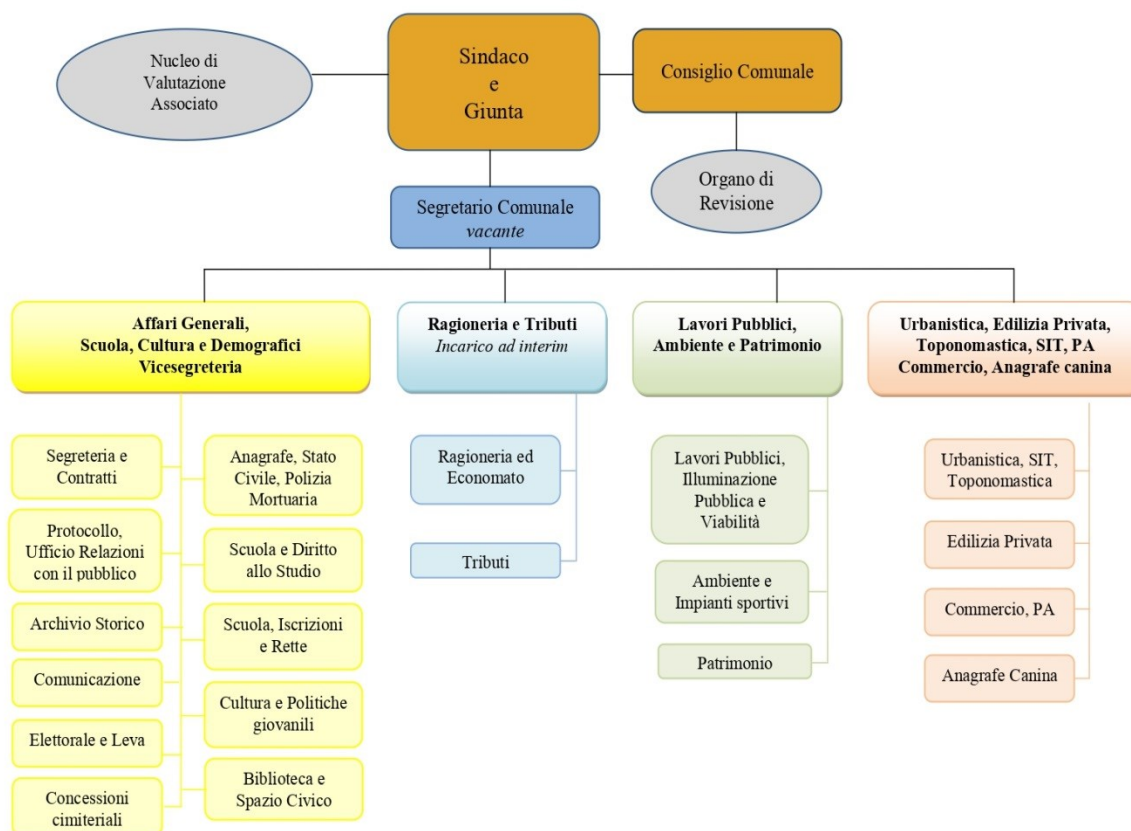 Nucleo di
Valutazione
Associato
Sindaco
e
Giunta
Consiglio Comunale
Organo di
Revisione
Segretario Comunale
vacante
Affari Generali,
Scuola, Cultura e Demografici
Vicesegreteria
Ragioneria e Tributi
Incarico ad interim
Lavori Pubblici,
Ambiente e Patrimonio
Urbanistica, Edilizia Privata,
Toponomastica, SIT, PA
Commercio, Anagrafe canina
Segreteria e
Contratti
Protocollo,
Ufficio Relazioni
con il pubblico
Archivio Storico
Comunicazione
Elettorale e Leva
Concessioni
cimiteriali
Anagrafe, Stato
Civile, Polizia
Mortuaria
Scuola e Diritto
allo Studio
Scuola, Iscrizioni
e Rette
Cultura e Politiche
giovanili
Biblioteca e
Spazio Civico
Ragioneria ed
Economato
Tributi
Lavori Pubblici,
Illuminazione
Pubblica e
Viabilità
Ambiente e
Impianti sportivi
Patrimonio
Urbanistica, SIT,
Toponomastica
Edilizia Privata
Commercio, PA
Anagrafe Canina